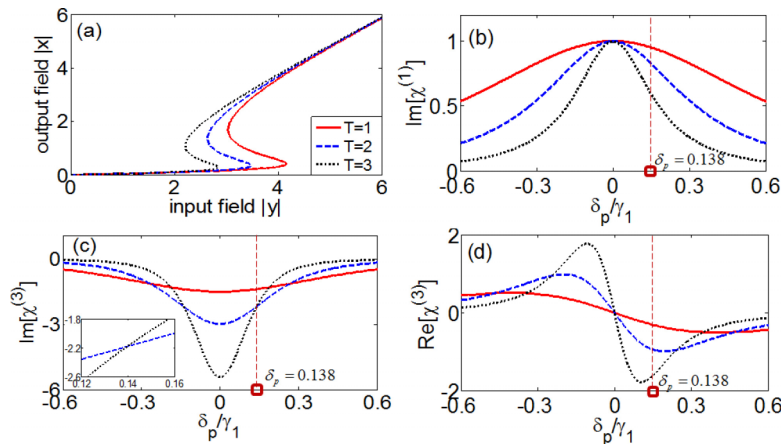 (a)
output field |x|
6
4
2
0
0 2 4 6
input field |y|
T=1
T=2
T=3
(b)
Im[χ(1)]
1
0.5
0
-0.6 -0.3 0 0.3 0.6
δp/γ1
δp = 0.138
(c)
Im[χ(3)]
0
-3
-6
-0.6 -0.3 0 0.3 0.6
δp/γ1
δp = 0.138
-1.8
-2.2
-2.6
0.12 0.14 0.16
(d)
Re[χ(3)]
2
0
-2
-0.6 -0.3 0 0.3 0.6
δp/γ1
δp = 0.138